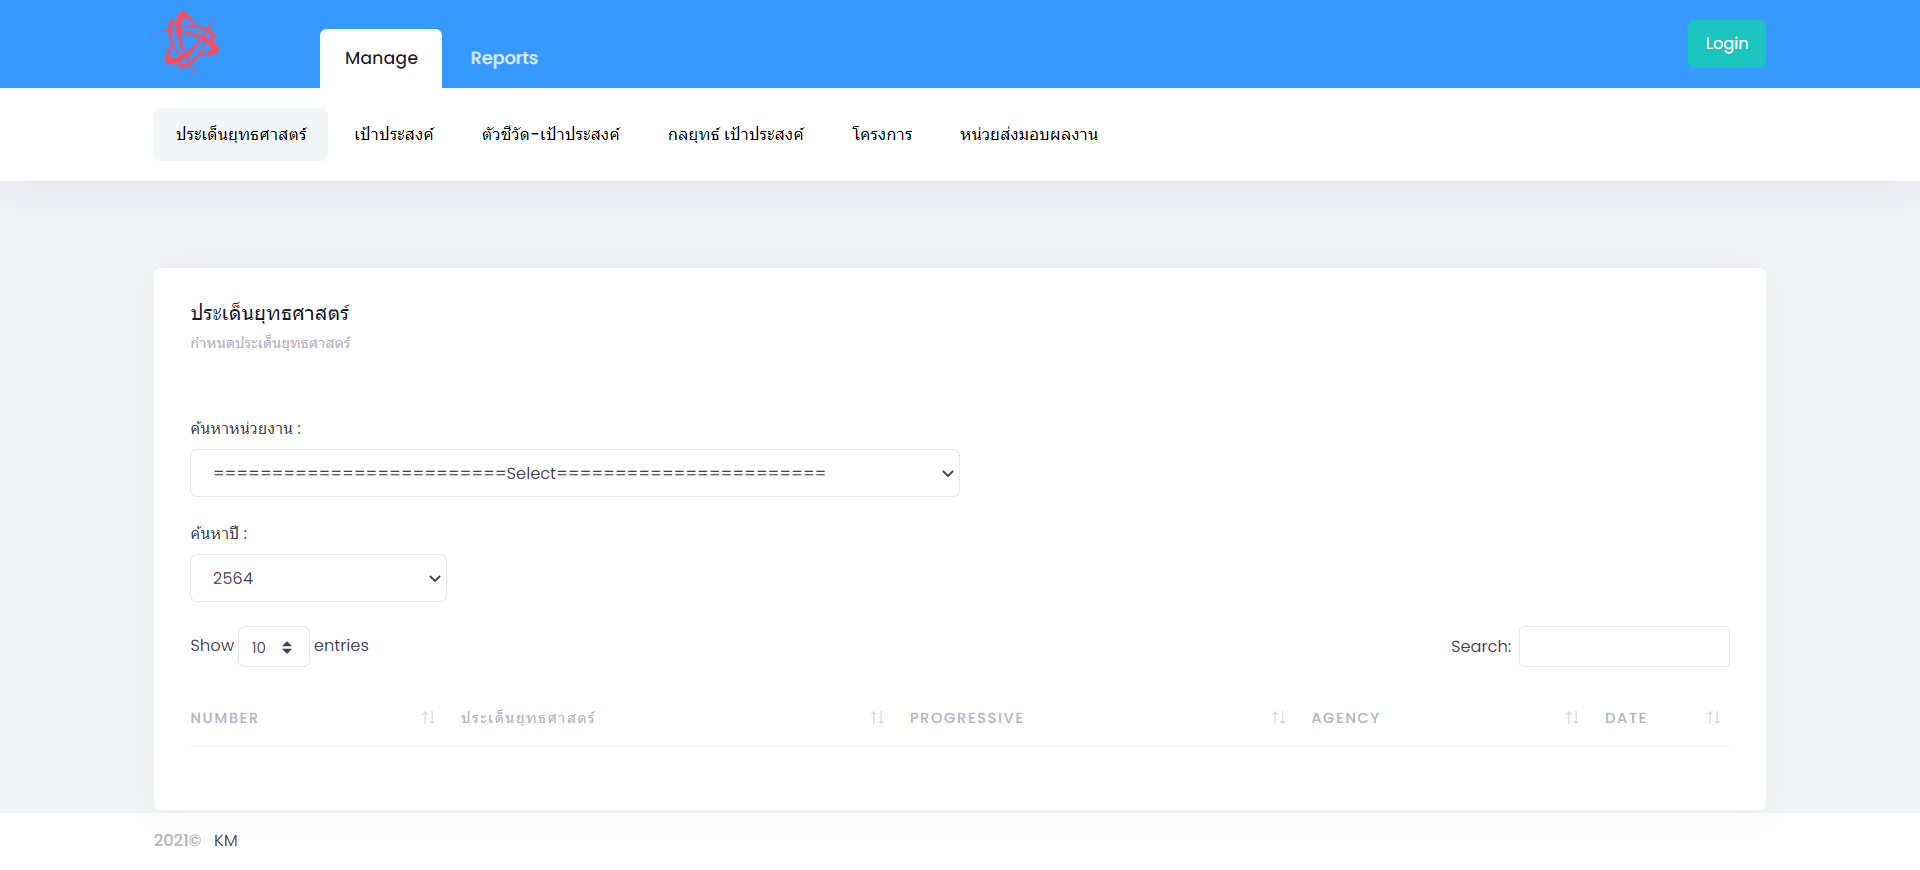 Manage Reports Login
ประเด็นยุทธศาสตร์ เป้าประสงค์ ตัวชี้วัด-เป้าประสงค์ กลยุทธ์ เป้าประสงค์ โครงการ หน่วยส่งมอบผลงาน
ประเด็นยุทธศาสตร์
กำหนดประเด็นยุทธศาสตร์
ค้นหาหน่วยงาน :
=========================Select=======================
ค้นหาปี :
2564
Show 10 entries Search:
NUMBER ประเด็นยุทธศาสตร์ PROGRESSIVE AGENCY DATE
2021© KM